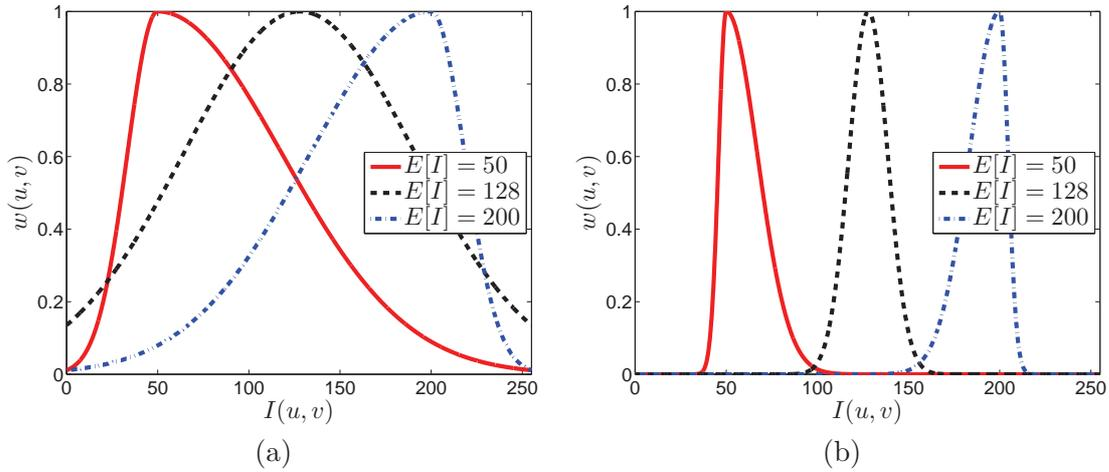 1
0.8
0.6
0.4
0.2
0
w(u, v)
0 50 100 150 200 250
I(u, v)
E[I] = 50
E[I] = 128
E[I] = 200
(a)
1
0.8
0.6
0.4
0.2
0
w(u, v)
0 50 100 150 200 250
I(u, v)
E[I] = 50
E[I] = 128
E[I] = 200
(b)